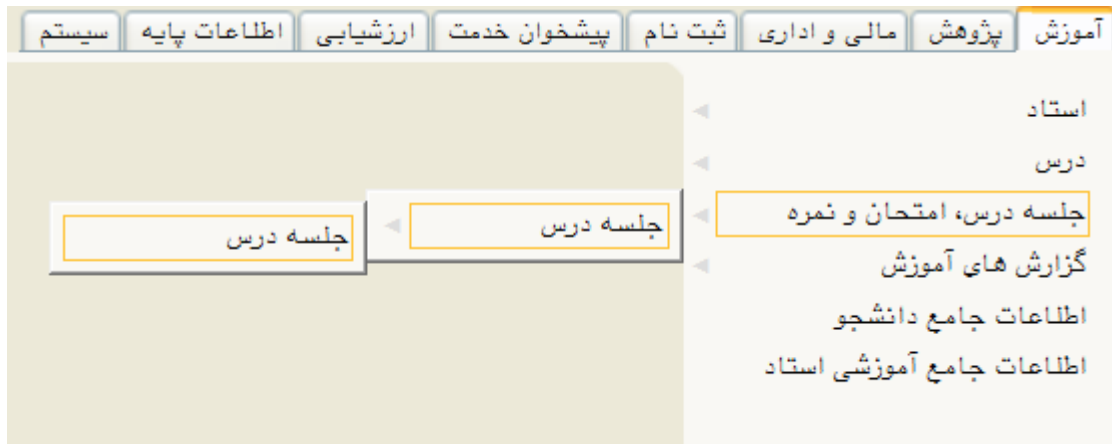 آموزش پژوهش مالی و اداری ثبت نام پیشخوان خدمت ارزشیابی اطلاعات پایه سیستم
استاد
درس
جلسه درس، امتحان و نمره
جلسه درس
جلسه درس
گزارش های آموزش
اطلاعات جامع دانشجو
اطلاعات جامع آموزشی استاد